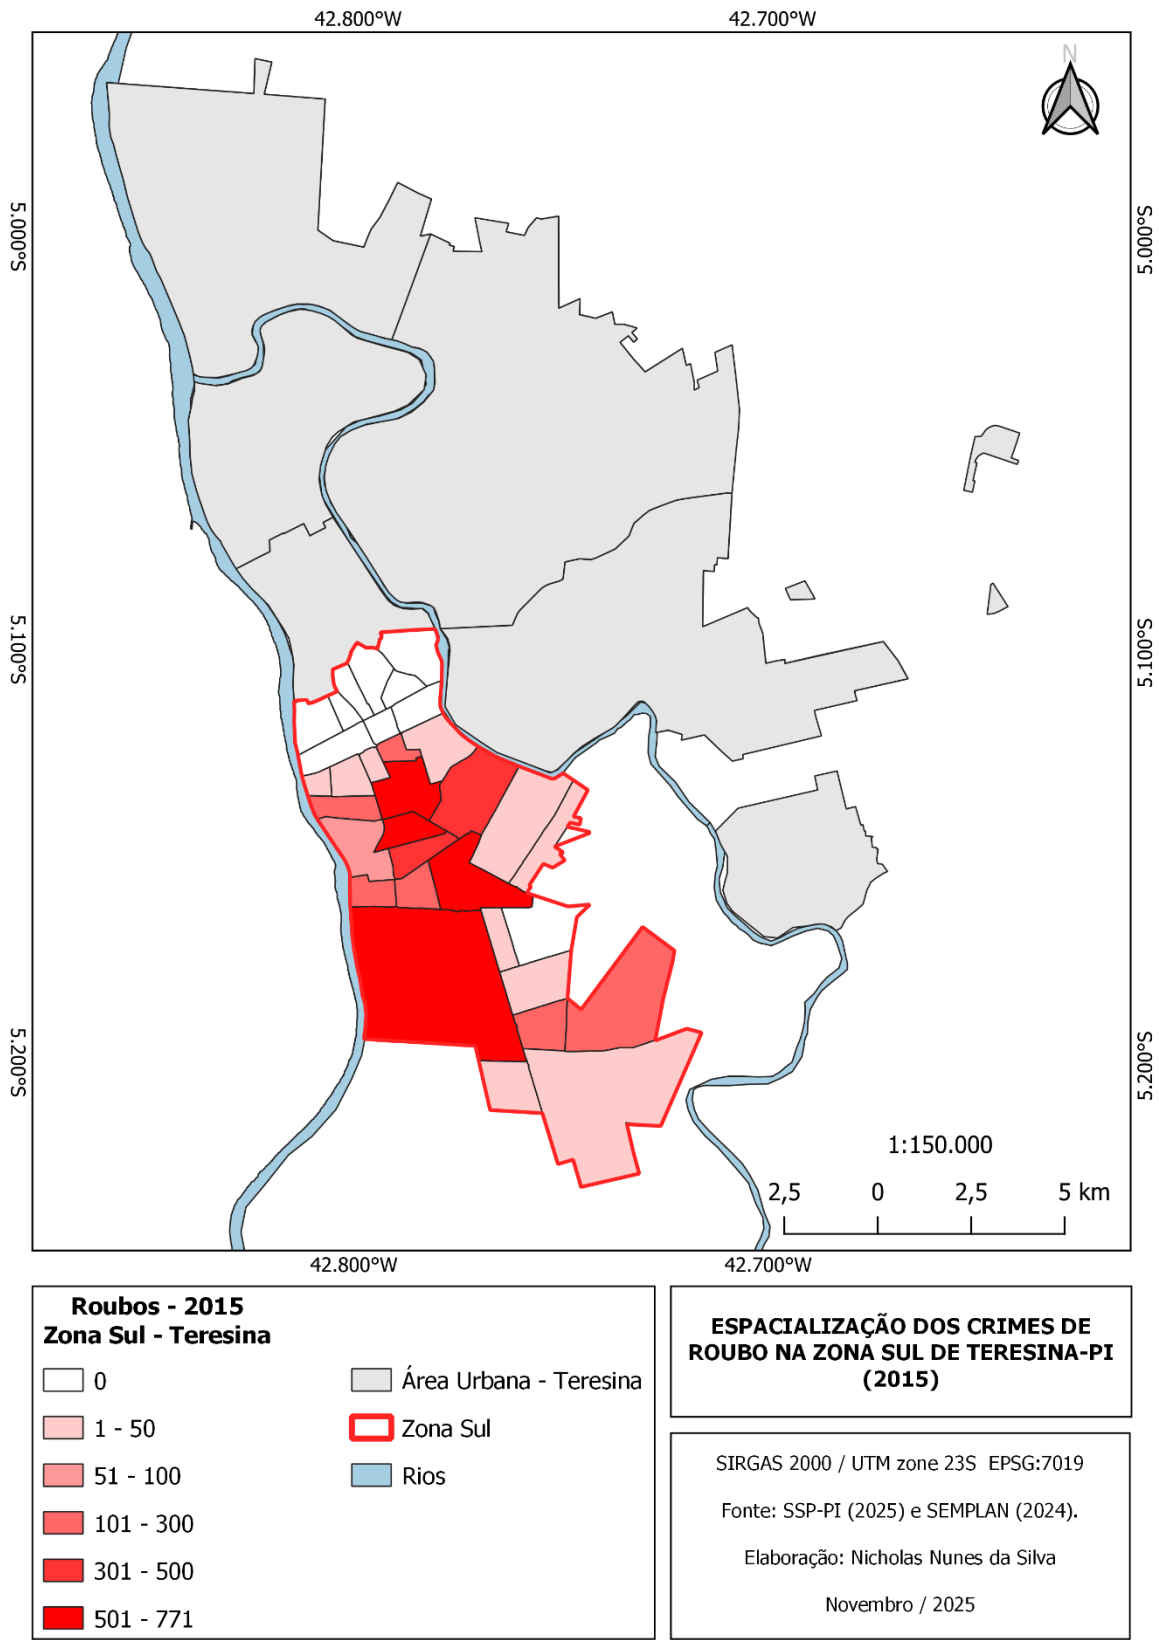 42.800°W
42.700°W
N
5.000°S
5.000°S
5.100°S
5.100°S
5.200°S
5.200°S
1:150.000
2,5 0 2,5 5 km
42.800°W
42.700°W
Roubos - 2015
Zona Sul - Teresina
0
1 - 50
51 - 100
101 - 300
301 - 500
501 - 771
Área Urbana - Teresina
Zona Sul
Rios
ESPACIALIZAÇÃO DOS CRIMES DE
ROUBO NA ZONA SUL DE TERESINA-PI
(2015)
SIRGAS 2000 / UTM zone 23S EPSG:7019
Fonte: SSP-PI (2025) e SEMPLAN (2024).
Elaboração: Nicholas Nunes da Silva
Novembro / 2025